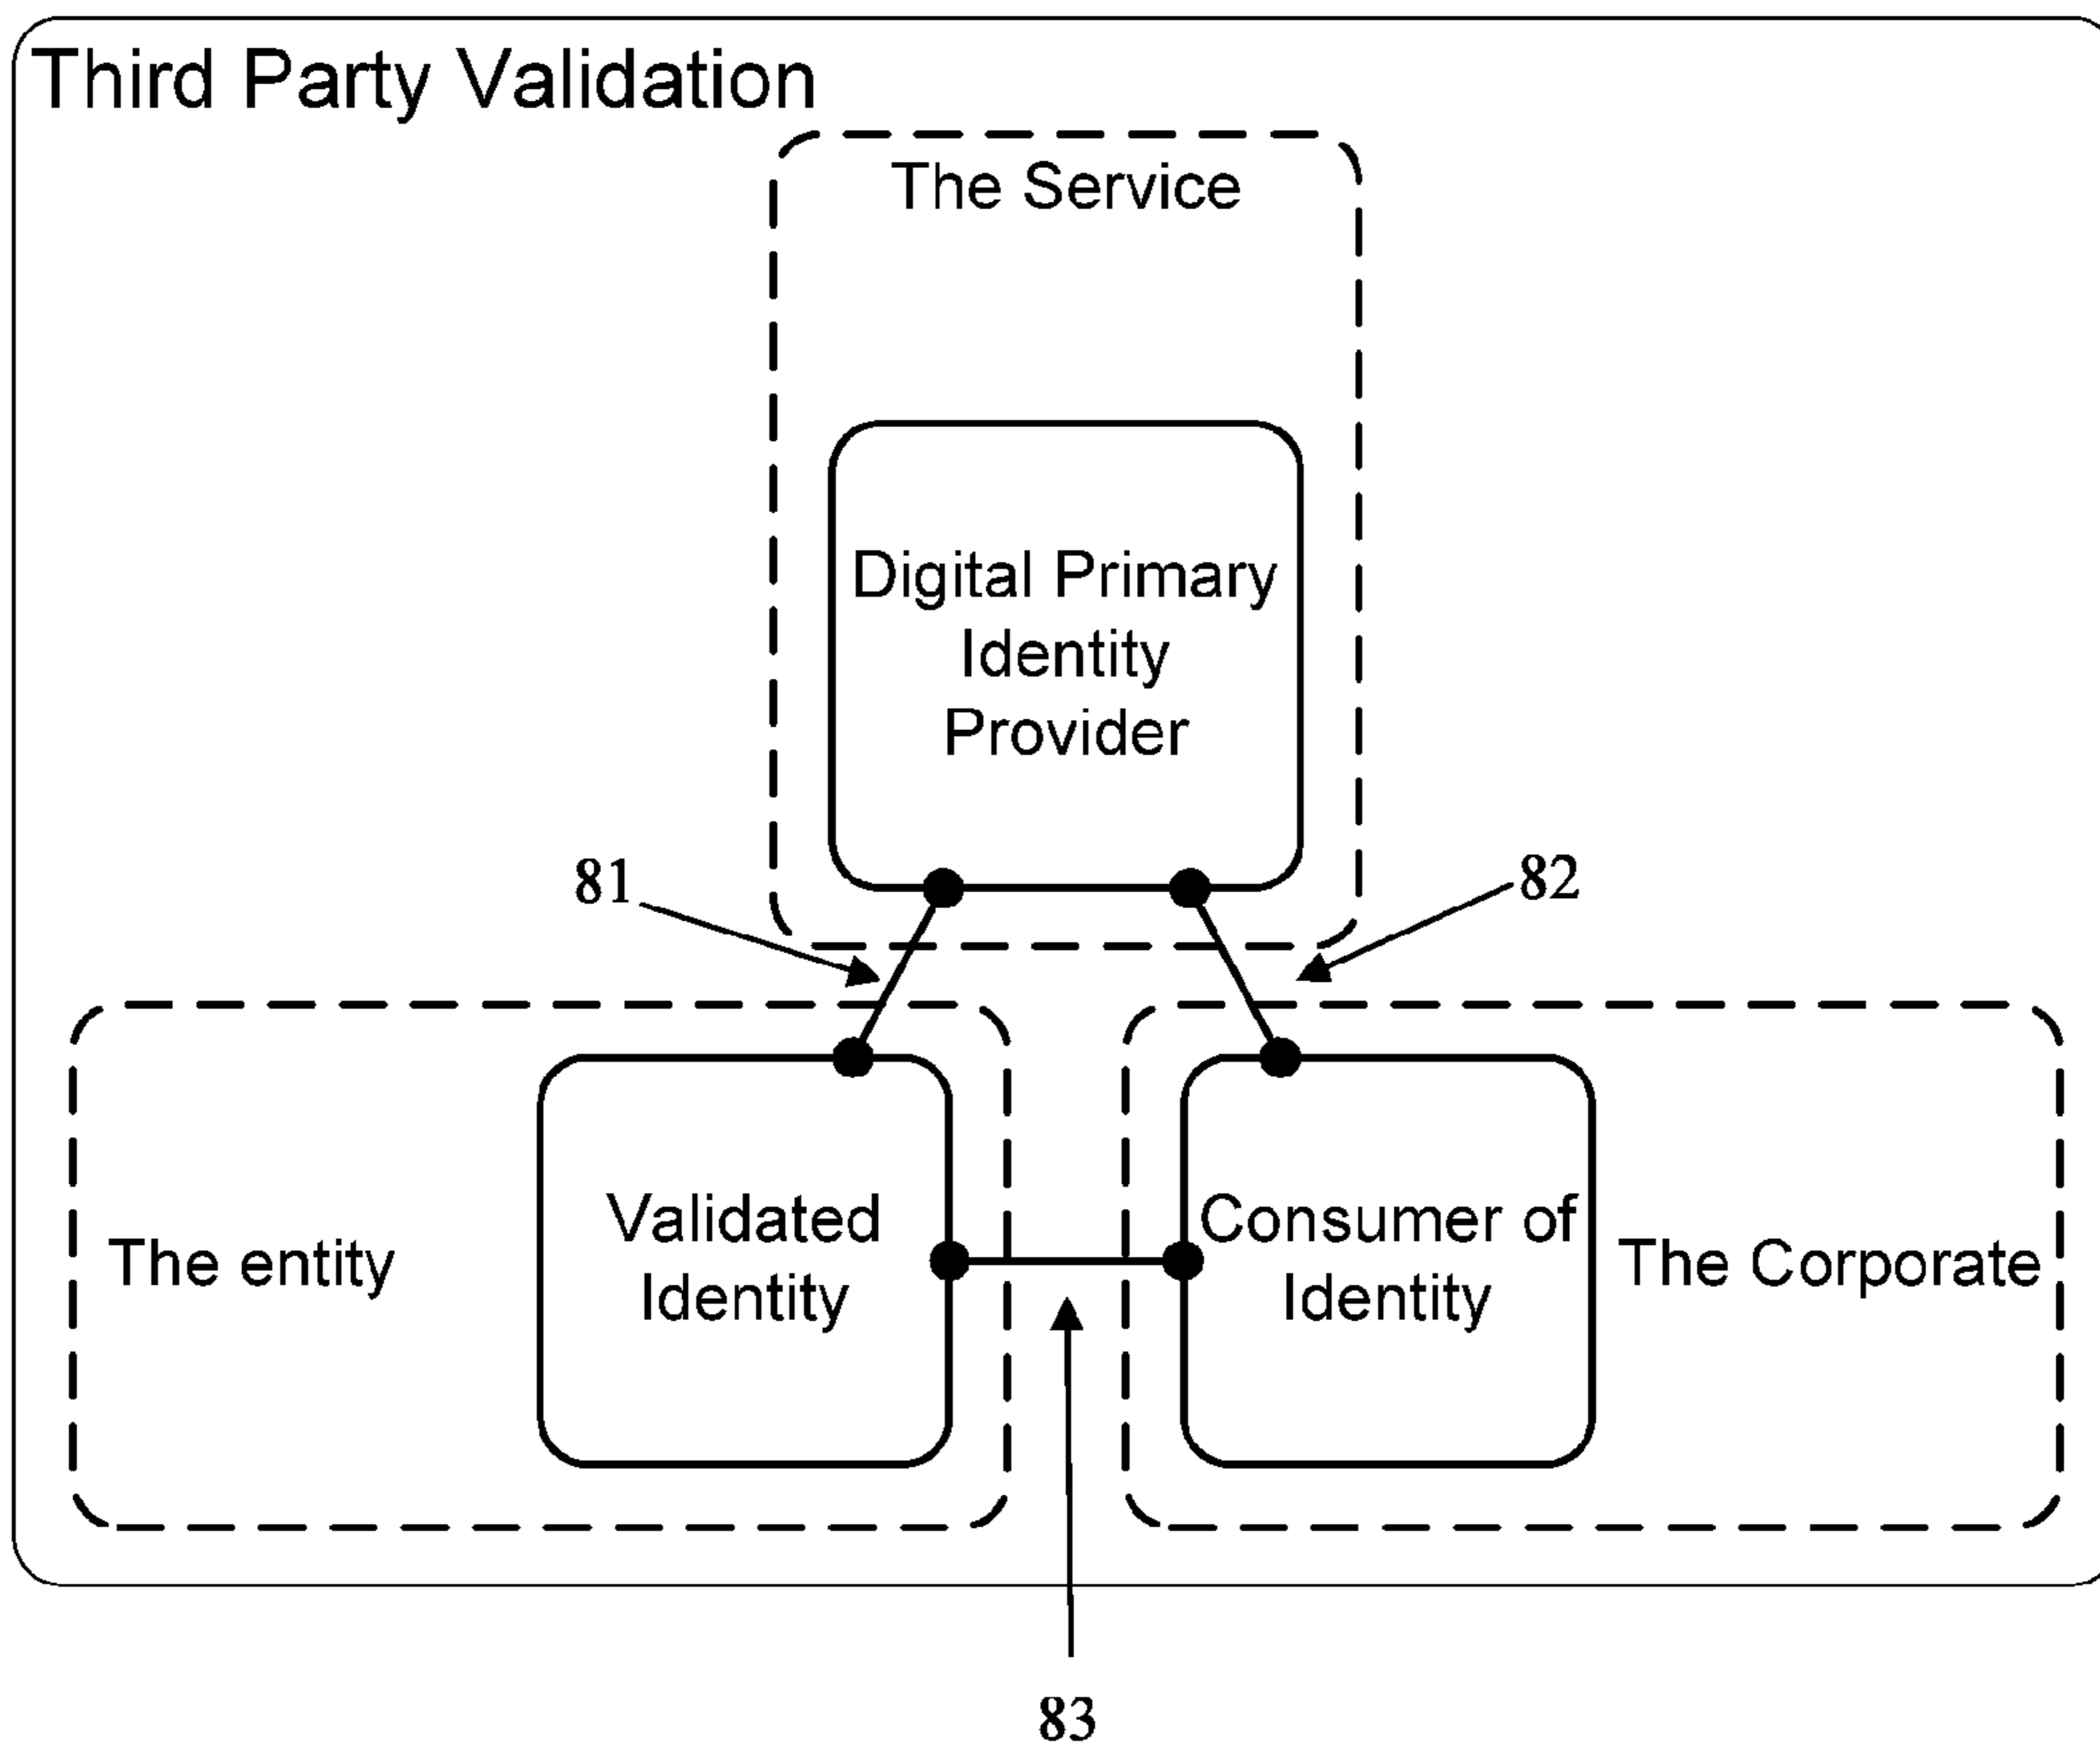 Third Party Validation
The Service
Digital Primary
Identity
Provider
81
82
The entity
Validated
Identity
Consumer of
Identity
The Corporate
83